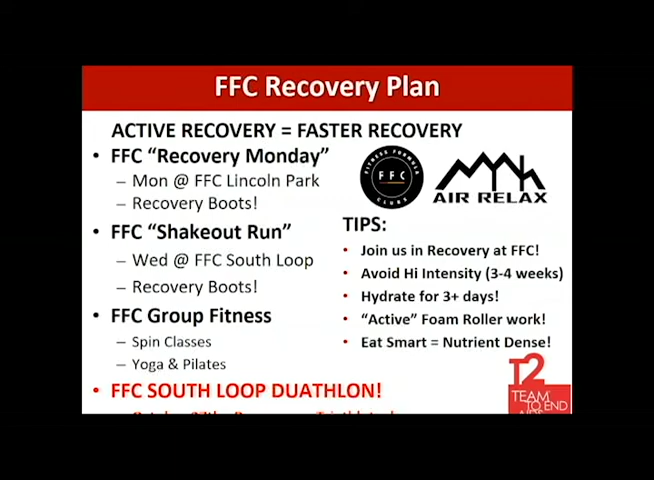 FFC Recovery Plan
ACTIVE RECOVERY = FASTER RECOVERY
• FFC “Recovery Monday”
– Mon @ FFC Lincoln Park
– Recovery Boots!
• FFC “Shakeout Run”
– Wed @ FFC South Loop
– Recovery Boots!
• FFC Group Fitness
– Spin Classes
– Yoga & Pilates
• FFC SOUTH LOOP DUATHLON!
FITNESS FORMULA
FFC
CLUBS
AIR RELAX
TIPS:
• Join us in Recovery at FFC!
• Avoid Hi Intensity (3-4 weeks)
• Hydrate for 3+ days!
• “Active” Foam Roller work!
• Eat Smart = Nutrient Dense!
T2
TEAM
TO END